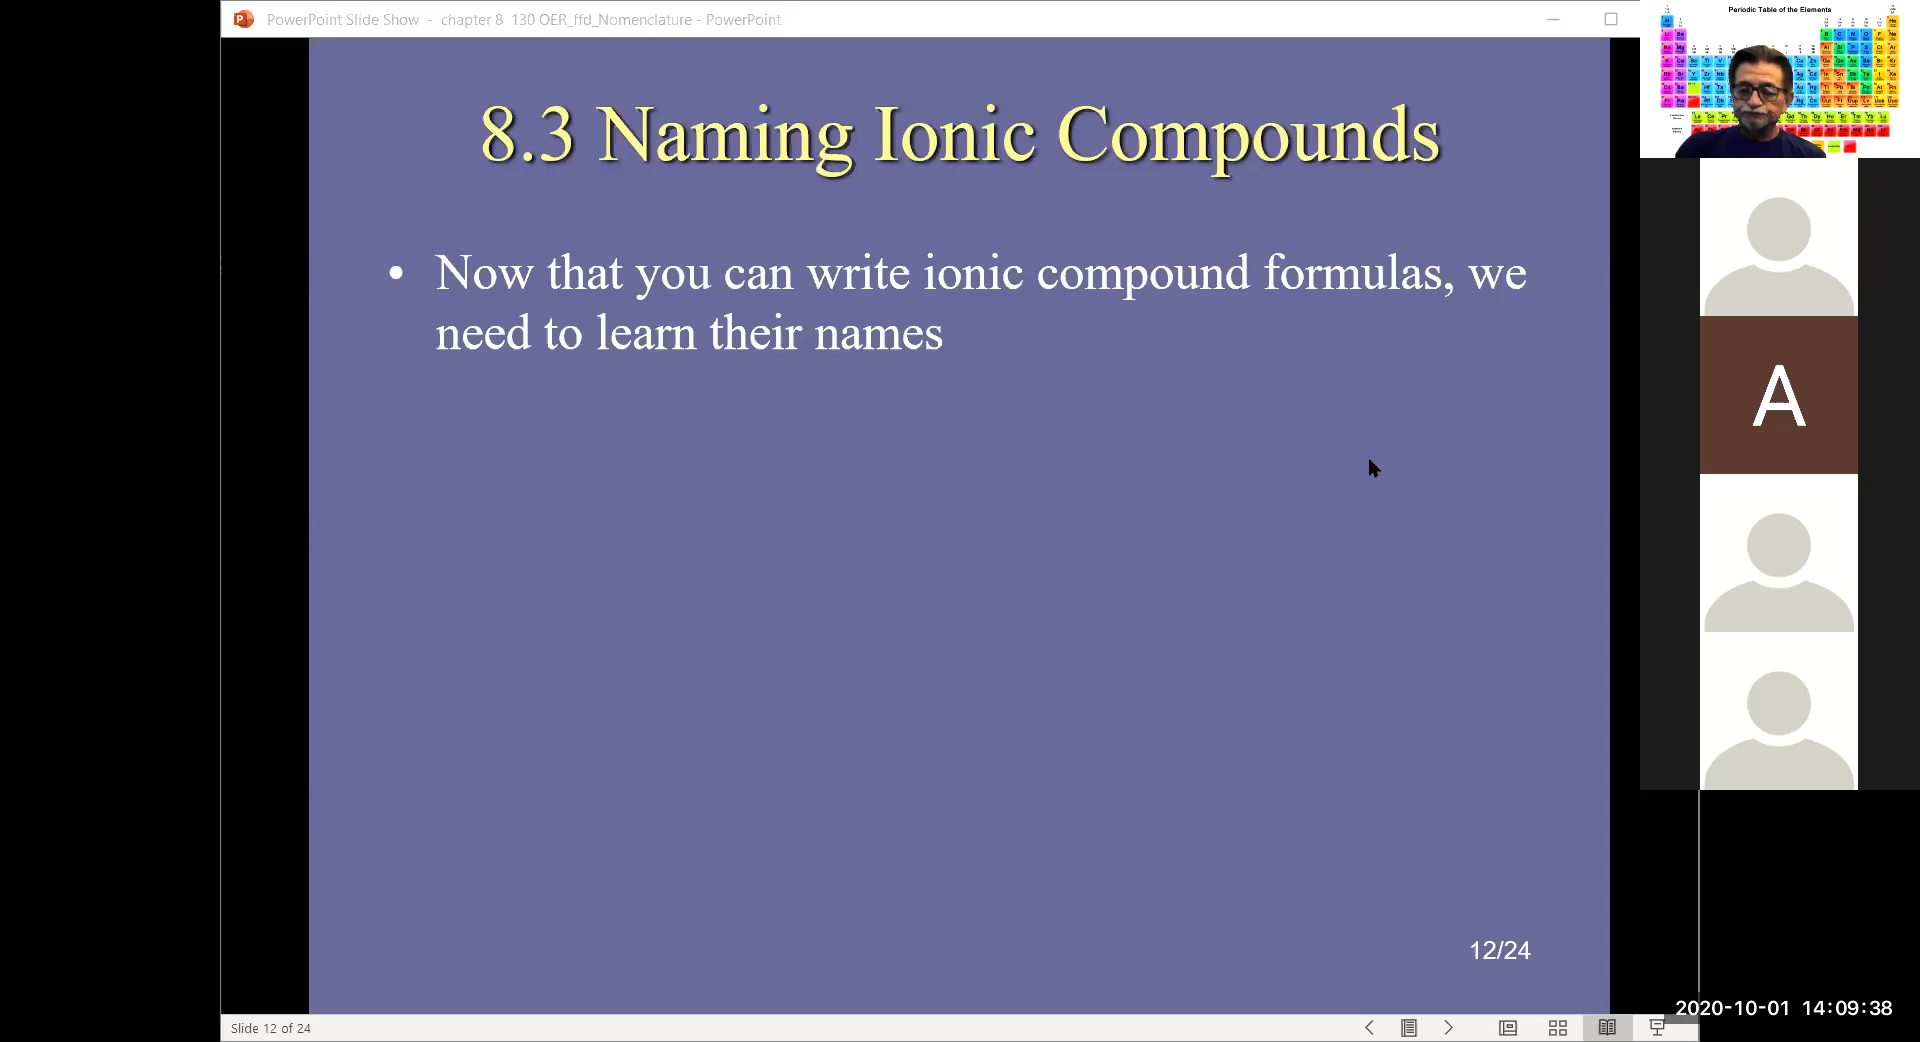 PowerPoint Slide Show - chapter 8 130 OER_ffd_Nomenclature - PowerPoint
Periodic Table of the Elements
8.3 Naming Ionic Compounds
• Now that you can write ionic compound formulas, we
need to learn their names
A
12/24
2020-10-01 14:09:38
Slide 12 of 24